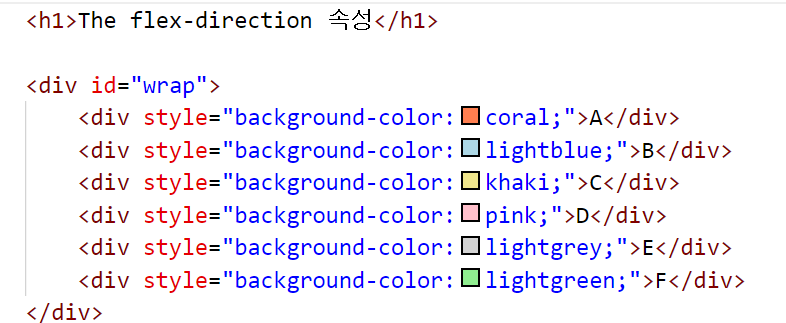 <h1>The flex-direction 속성</h1>
<div id="wrap">
<div style="background-color:coral;">A</div>
<div style="background-color:lightblue;">B</div>
<div style="background-color:khaki;">C</div>
<div style="background-color:pink;">D</div>
<div style="background-color:lightgrey;">E</div>
<div style="background-color:lightgreen;">F</div>
</div>